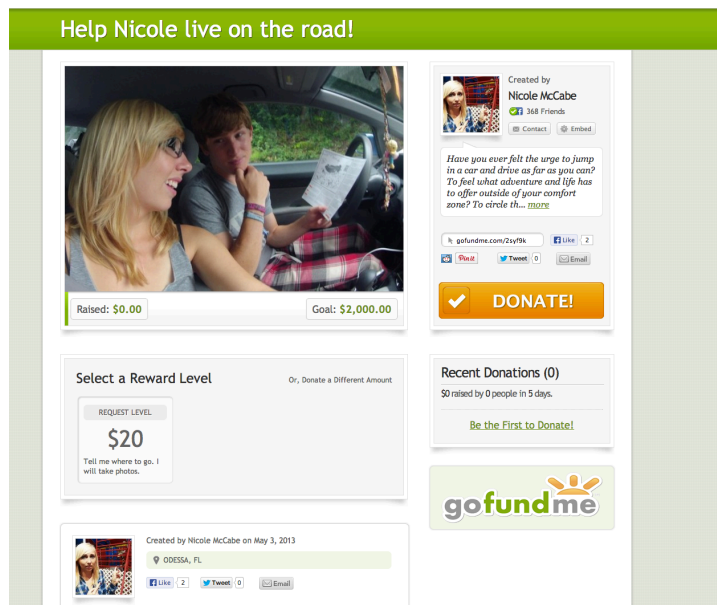 Help Nicole live on the road!
Raised: $0.00
Goal: $2,000.00
Created by
Nicole McCabe
368 Friends
Contact
Embed
Have you ever felt the urge to jump
in a car and drive as far as you can?
To feel what adventure and life has
to offer outside of your comfort
zone? To circle th... more
gofundme.com/2syf9k
Like 2
Pin it
Tweet 0
Email
DONATE!
Select a Reward Level
Or, Donate a Different Amount
REQUEST LEVEL
$20
Tell me where to go. I
will take photos.
Recent Donations (0)
$0 raised by 0 people in 5 days.
Be the First to Donate!
gofundme
Created by Nicole McCabe on May 3, 2013
ODESSA, FL
Like 2
Tweet 0
Email